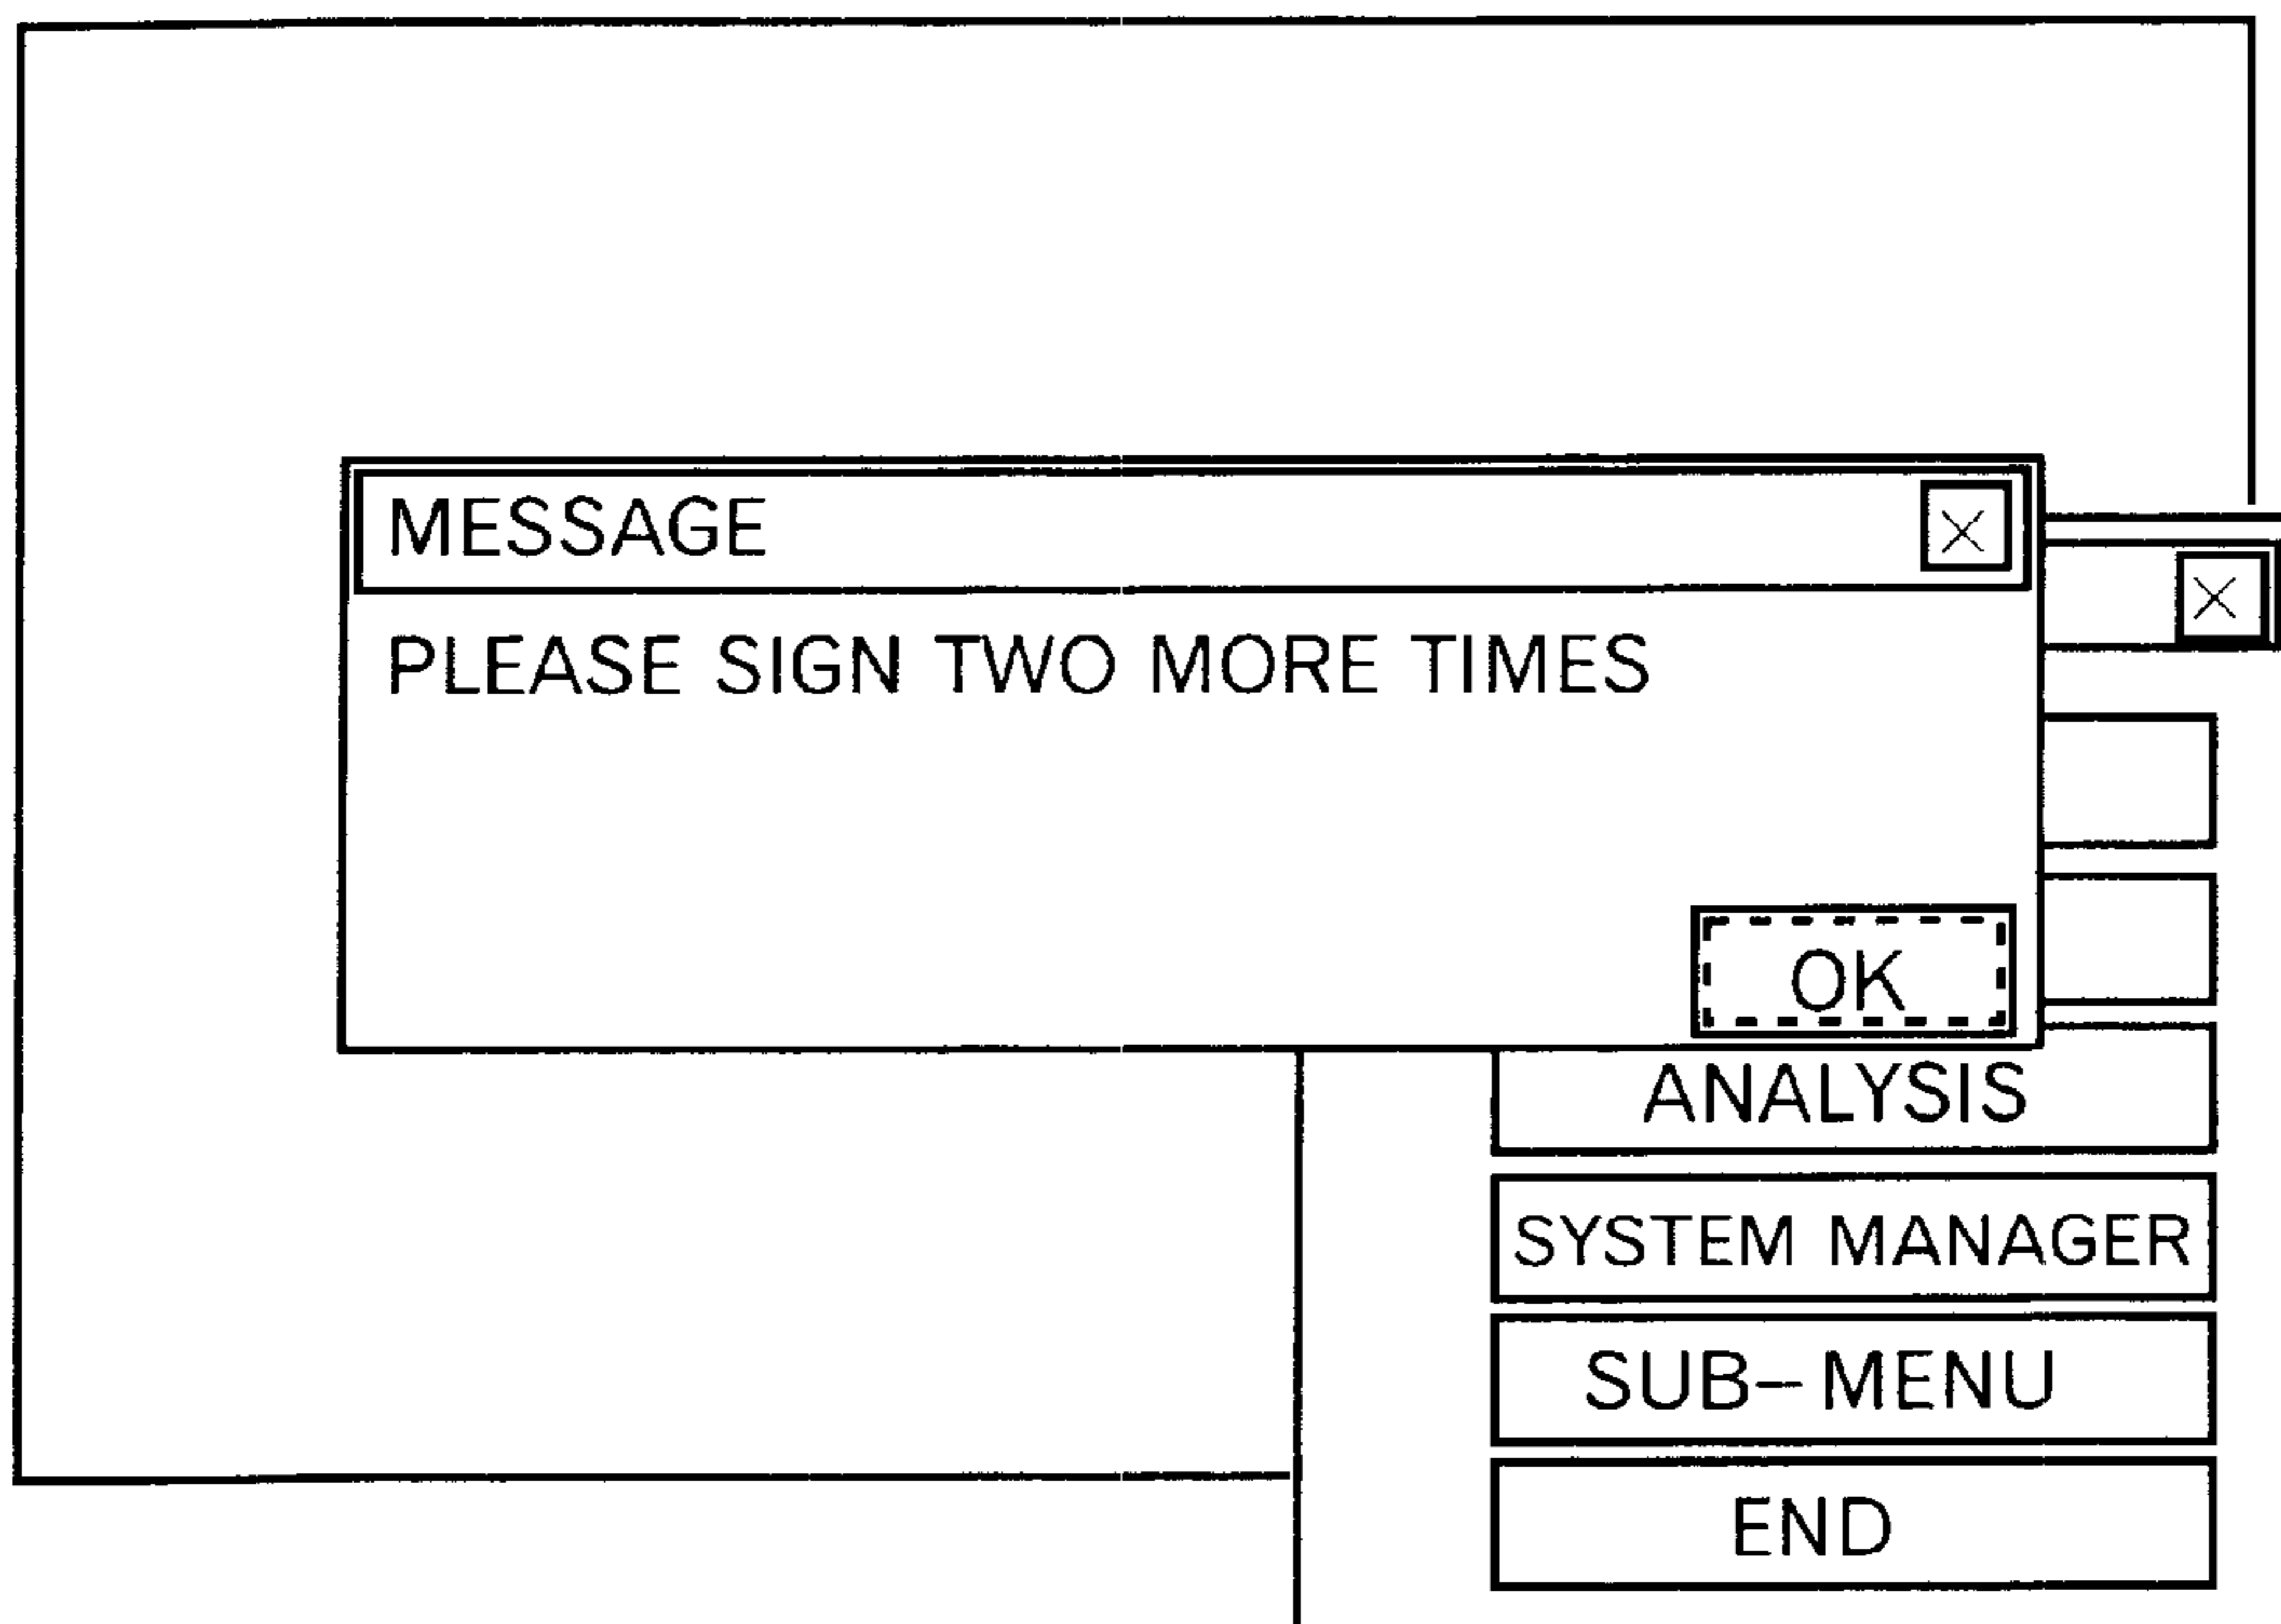 MESSAGE
PLEASE SIGN TWO MORE TIMES
OK
ANALYSIS
SYSTEM MANAGER
SUB-MENU
END